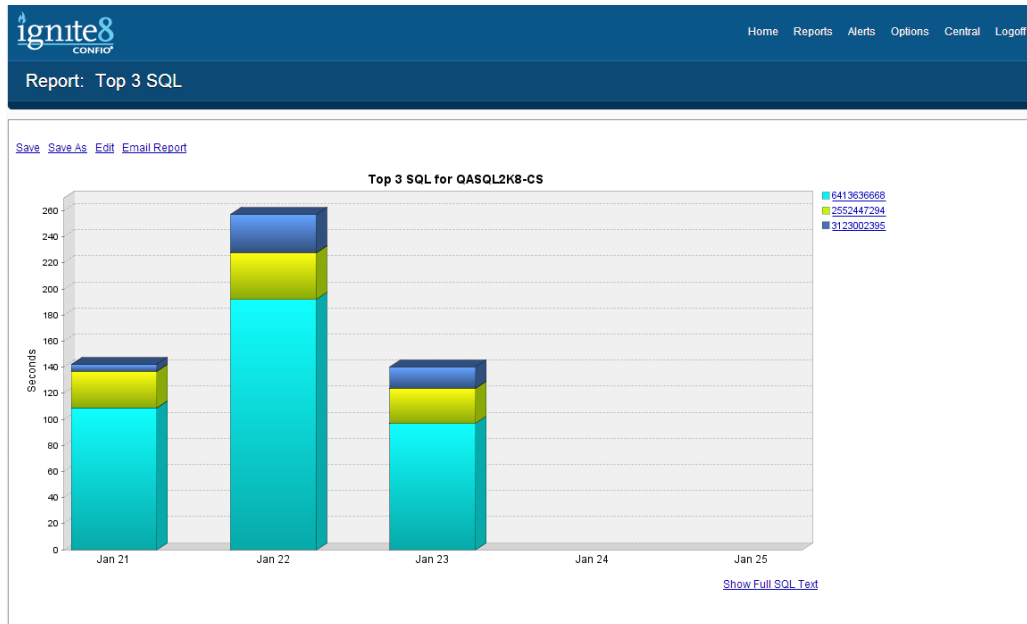 ignite8
CONFIO
Home Reports Alerts Options Central Logoff
Report: Top 3 SQL
Save Save As Edit Email Report
Top 3 SQL for QASQL2K8-CS
6413636668
2552447294
3123002395
Seconds
260
240
220
200
180
160
140
120
100
80
60
40
20
0
Jan 21 Jan 22 Jan 23 Jan 24 Jan 25
Show Full SQL Text